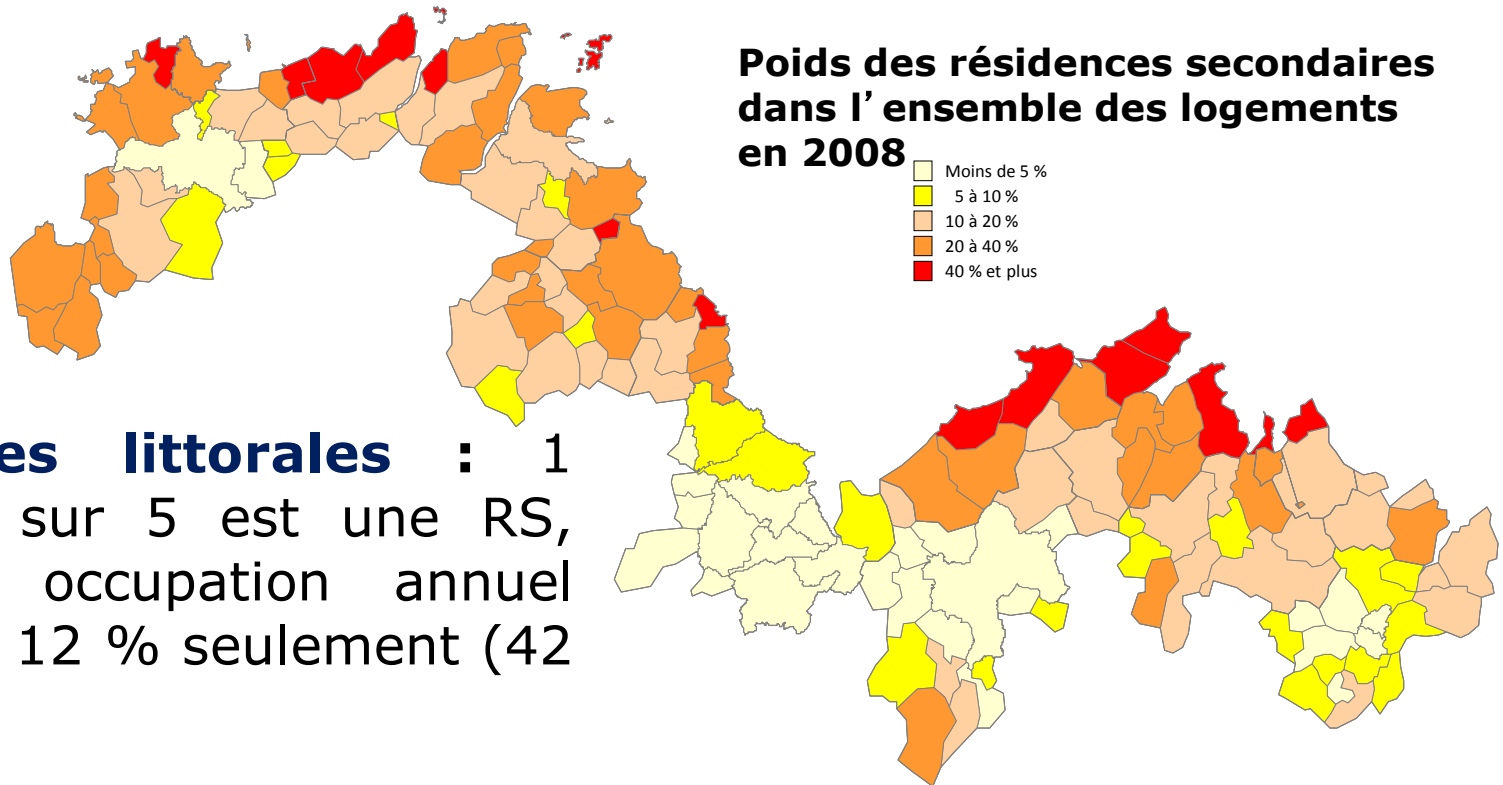 Poids des résidences secondaires
dans l’ensemble des logements
en 2008
Moins de 5 %
5 à 10 %
10 à 20 %
20 à 40 %
40 % et plus
es littorales : 1
sur 5 est une RS,
occupation annuel
12 % seulement (42